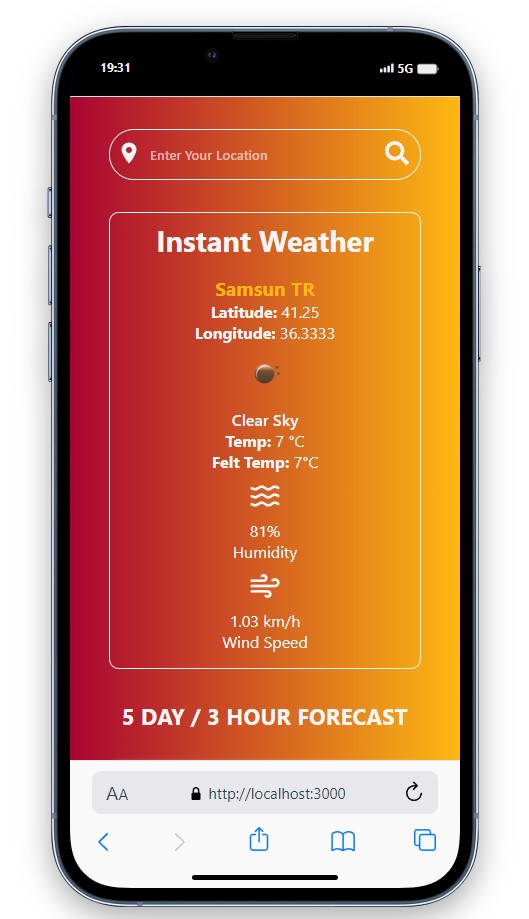 19:31
5G
Enter Your Location
Instant Weather
Samsun TR
Latitude: 41.25
Longitude: 36.3333
Clear Sky
Temp: 7 °C
Felt Temp: 7°C
81%
Humidity
1.03 km/h
Wind Speed
5 DAY / 3 HOUR FORECAST
AA
http://localhost:3000